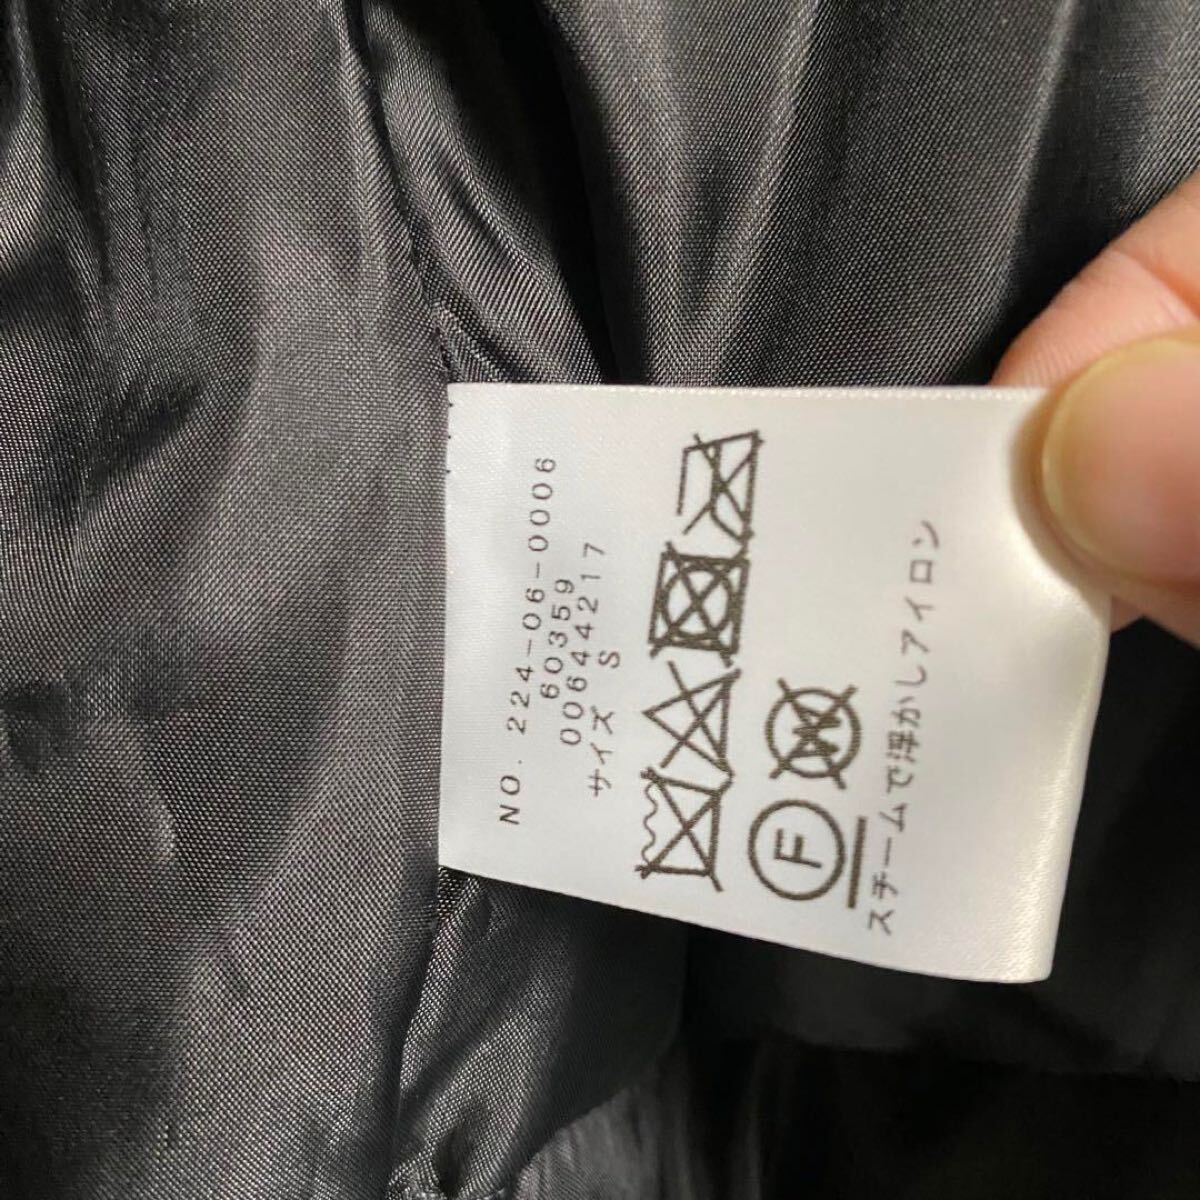 NO. 224-06-0006
60359
00644217
サイズ S
W
F
スチームで浮かしアイロン